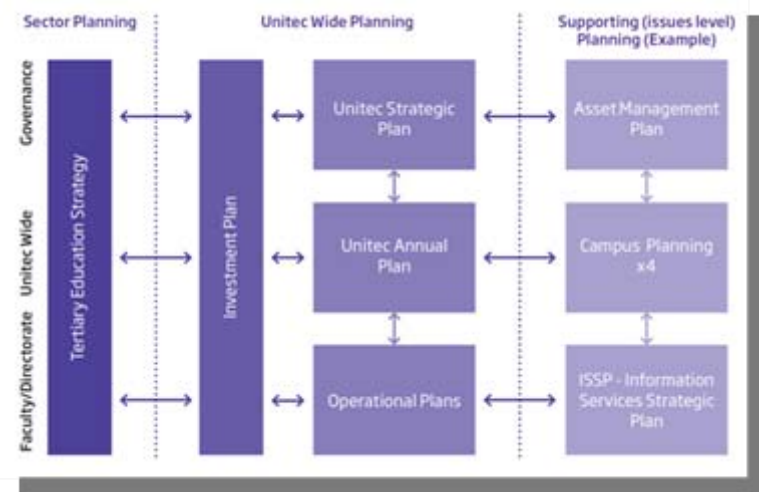 Sector Planning
Unitec Wide Planning
Supporting (issues level)
Planning (Example)
Governance
Unitec Wide
Faculty/Directorate
Tertiary Education Strategy
Investment Plan
Unitec Strategic
Plan
Unitec Annual
Plan
Operational Plans
Asset Management
Plan
Campus Planning
x4
ISSP - Information
Services Strategic
Plan